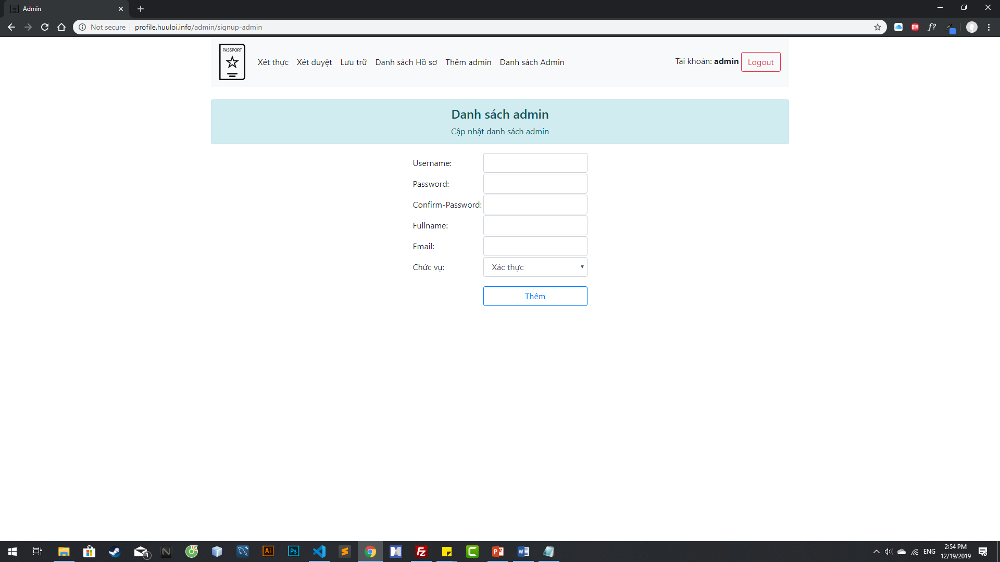 Admin
Not secure
profile.huuloi.info/admin/signup-admin
MY
f?
PASSPORT
Xét thực
Xét duyệt
Lưu trữ
Danh sách Hồ sơ
Thêm admin
Danh sách Admin
Tài khoản: admin
Logout
Danh sách admin
Cập nhật danh sách admin
Username:
Password:
Confirm-Password:
Fullname:
Email:
Chức vụ:
Xác thực
Thêm
1
N
Ai
Ps
FZ
C
P
W
ENG
2:54 PM
12/19/2019